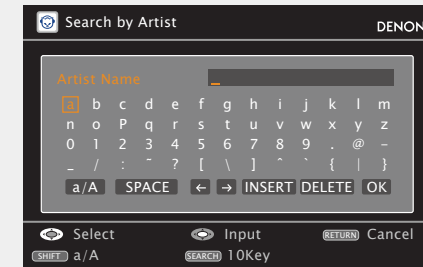 Search by Artist
DENON
Artist Name _
a b c d e f g h i j k l m
n o P q r s t u v w x y z
0 1 2 3 4 5 6 7 8 9 . @ –
_ / : ˜ ? [ \ ] ^ ` { | }
a/A SPACE ← → INSERT DELETE OK
Select Input RETURN Cancel
SHIFT a/A SEARCH 10Key